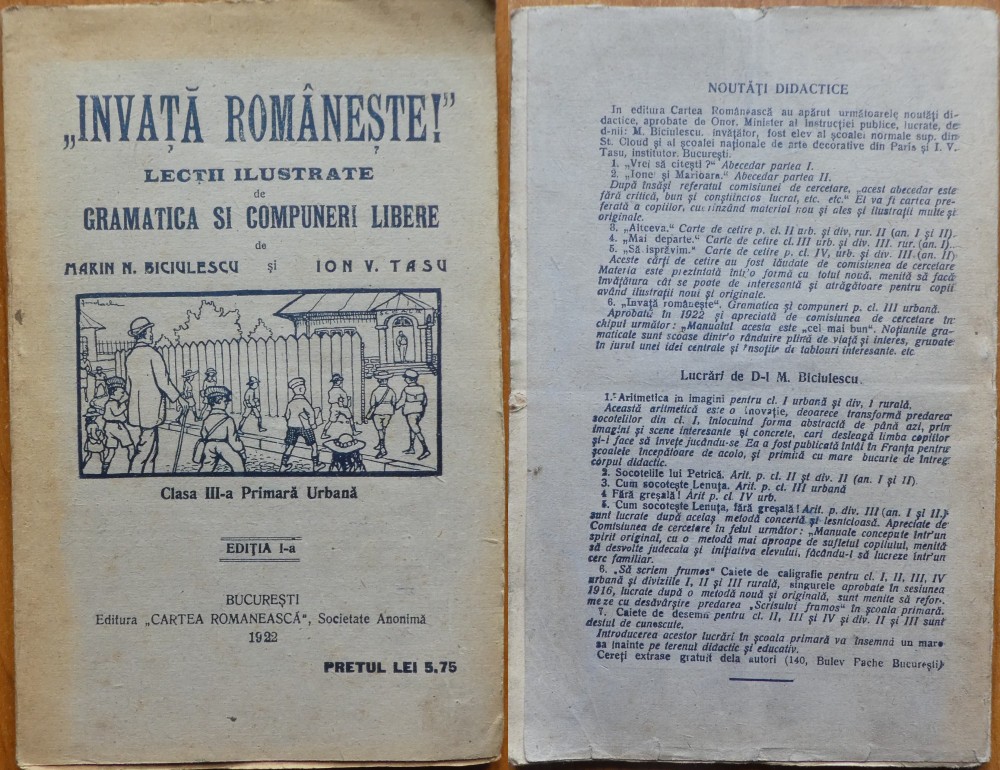 „INVAȚĂ ROMÂNEȘTE!"
LECȚII ILUSTRATE
de
GRAMATICA SI COMPUNERI LIBERE
de
MARIN N. BICIULESCU și ION V. TASU
Clasa III-a Primară Urbană
EDIȚIA I-a
BUCUREȘTI
Editura „CARTEA ROMANEASCĂ", Societate Anonimă
1922
PRETUL LEI 5,75
NOUTĂȚI DIDACTICE
In editura Cartea Românească au apărut următoarele noutăți di-
dactice, aprobate de Onor. Minister al Instrucției publice, lucrate, de
d-nii: M. Biciulescu. învățător, fost elev al școalei normale sup. din
St. Cloud și al școalei naționale de arte decorative din Paris și I. V.
Tasu, institutor. București.
1. „Vrei să citești?" Abecedar partea I.
2. „Ionel și Marioara." Abecedar partea II.
După însăși referatul comisiunei de cercetare, „acest abecedar este
fără critică, bun și conștiincios lucrat, etc. etc." El va fi cartea pre-
ferată a copiilor, cuprinzând material nou și ales și ilustrații multe și
originale.
3. „Altceva." Carte de cetire p. cl. II urb. și div, rur. II (an. I și II).
4. „Mai departe." Carte de cetire cl. III urb. și div. III. rur. (an. I).
5. „Să isprăvim." Carte de cetire p. cl. IV, urb. și div. III. (an. II)
Aceste cărți de cetire au fost lăudate de comisiunea de cercetare
Materia este prezintată într'o formă cu totul nouă, menită să facă
învățătura cât se poate de interesantă și atrăgătoare pentru copii
având ilustrații noui și originale.
6. „Invață românește". Gramatica și compuneri p. cl. III urbană.
Aprobată în 1922 și apreciată de comisiunea de cercetare în
chipul următor: „Manualul acesta este „cel mai bun". Noțiunile gra-
maticale sunt scoase dintr'o rânduire plină de viață și interes, grupate
în jurul unei idei centrale și însoțite de tablouri interesante. etc
Lucrări de D-l M. Biciulescu.
1. Aritmetica in imagini pentru cl. I urbană și div, I rurală.
Această aritmetică este o inovație, deoarece transformă predarea
socotelilor din cl. I, înlocuind forma abstractă de până azi, prin
imagini și scene interesante și concrete, cari desleagă limba copiilor
și-i face să învețe jucându-se Ea a fost publicată întâi în Franța pentru
școalele începătoare de acolo, și primită cu mare bucurie de întreg
corpul didactic.
2. Socotelile lui Petrică. Arit. p. cl. II și div. II (an. I și II).
3. Cum socotește Lenuța. Arit. p. cl. III urbană
4 Fără greșală! Arit p. cl. IV urb.
5. Cum socotește Lenuța, fără greșală! Arit. p. div. III (an. I și II.)
sunt lucrate după aceiaș metodă concertă și lesnicioasă. Apreciate de
Comisiunea de cercetare în felul următor: „Manuale concepute într'un
spirit original, cu o metodă mai aproape de sufletul copilului, menită
să desvolte judecata și inițiativa elevului, făcându-l să lucreze într'un
cerc familiar.
6. „Să scriem frumos" Caiete de caligrafie pentru cl. I, II, III, IV
urbană și diviziile I, II și III rurală, singurele aprobate în sesiunea
1916, lucrate după o metodă nouă și originală, sunt menite să refor-
meze cu desăvârșire predarea „Scrisului frumos" în școala primară.
7. Caiete de desemn pentru cl. II, III și IV și div. II și III sunt
destul de cunoscute.
Introducerea acestor lucrări în școala primară va însemna un mare
pas inainte pe terenul didactic și educativ.
Cereți extrase gratuit dela autori (140, Bulev Pache București)